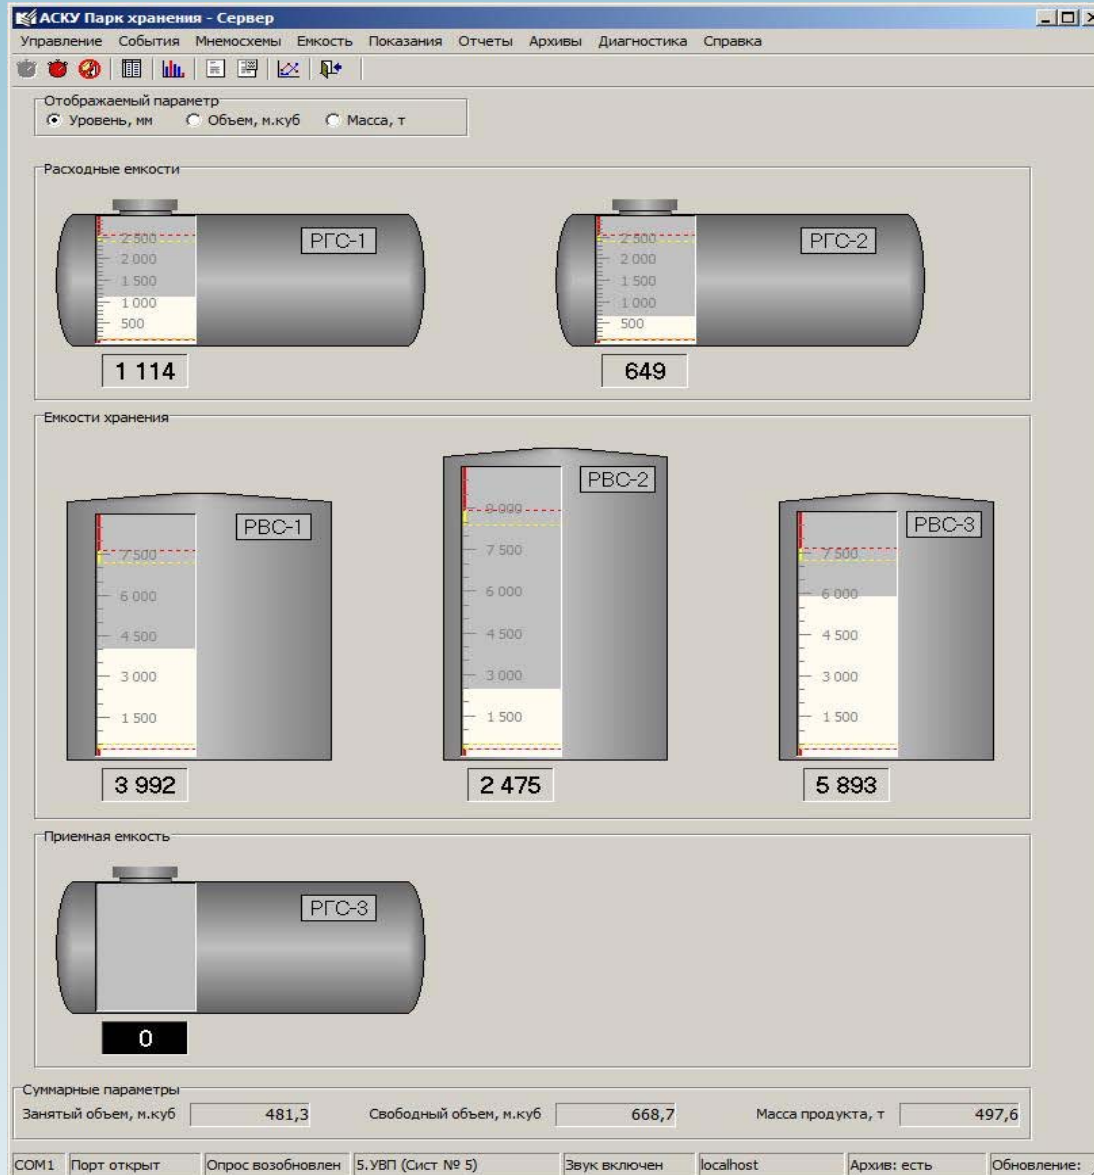 АСКУ Парк хранения - Сервер
Управление События Мнемосхемы Емкость Показания Отчеты Архивы Диагностика Справка
Отображаемый параметр
Уровень, мм Объем, м.куб Масса, т
Расходные емкости
РГС-1 РГС-2
2 500 2 500
2 000 2 000
1 500 1 500
1 000 1 000
500 500
1 114 649
Емкости хранения
РВС-1 РВС-2 РВС-3
9 000
7 500 7 500 7 500
6 000 6 000 6 000
4 500 4 500 4 500
3 000 3 000 3 000
1 500 1 500 1 500
3 992 2 475 5 893
Приемная емкость
РГС-3
0
Суммарные параметры
Занятый объем, м.куб 481,3 Свободный объем, м.куб 668,7 Масса продукта, т 497,6
COM1 Порт открыт Опрос возобновлен 5.УВП (Сист № 5) Звук включен localhost Архив: есть Обновление: